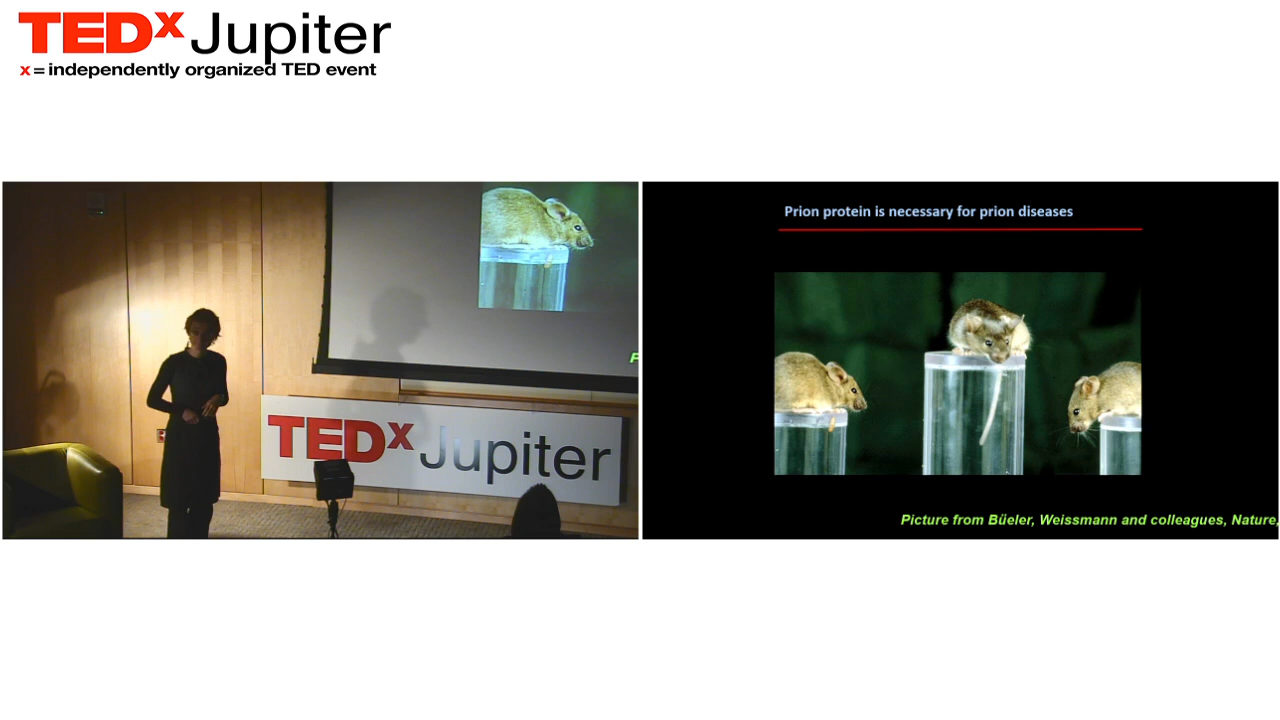 TEDx Jupiter
x = independently organized TED event
TEDx Jupiter
Prion protein is necessary for prion diseases
Picture from Büeler, Weissmann and colleagues, Nature,